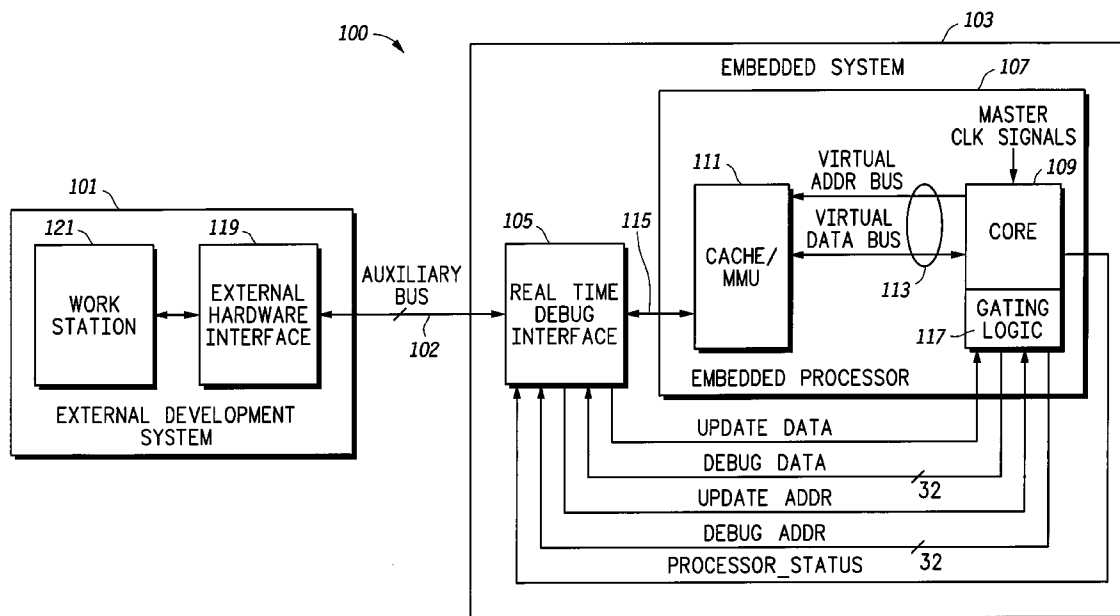 100
103
EMBEDDED SYSTEM
107
MASTER
CLK SIGNALS
109
111
VIRTUAL
ADDR BUS
VIRTUAL
DATA BUS
113
CORE
CACHE/
MMU
GATING
LOGIC
117
EMBEDDED PROCESSOR
101
121
119
WORK
STATION
EXTERNAL
HARDWARE
INTERFACE
EXTERNAL DEVELOPMENT
SYSTEM
AUXILIARY
BUS
102
105
115
REAL TIME
DEBUG
INTERFACE
UPDATE DATA
DEBUG DATA
32
UPDATE ADDR
DEBUG ADDR
32
PROCESSOR_STATUS